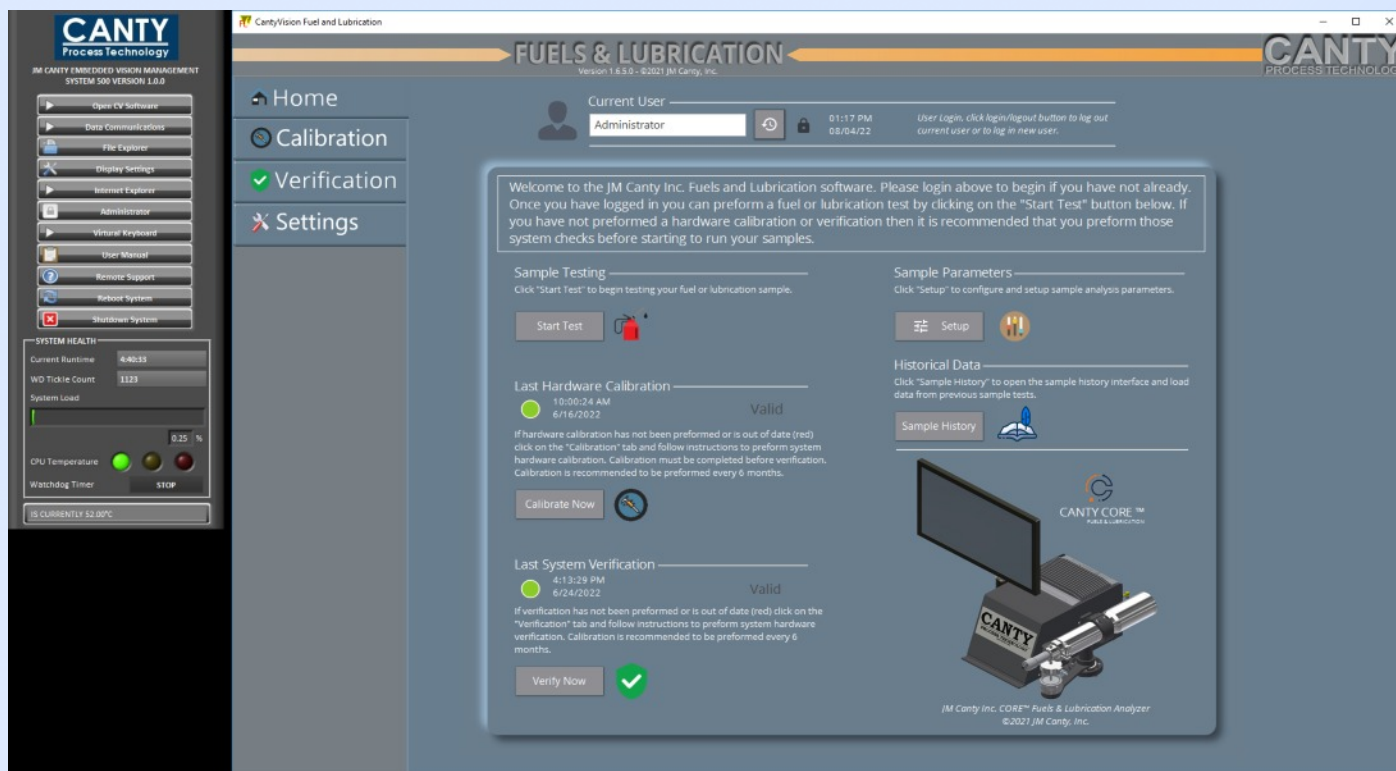 CANTY
Process Technology
JM CANTY EMBEDDED VISION MANAGEMENT
SYSTEM 500 VERSION 1.0.0
Open CV Software
Data Communications
File Explorer
Display Settings
Internet Explorer
Administrator
Virtural Keyboard
User Manual
Remote Support
Reboot System
Shutdown System
SYSTEM HEALTH
Current Runtime 4:40:33
WD Tickle Count 1123
System Load
0.25 %
CPU Temperature
Watchdog Timer STOP
IS CURRENTLY 52.00°C
CantyVision Fuel and Lubrication
FUELS & LUBRICATION
Version 1.6.5.0 - ©2021 JM Canty, Inc.
CANTY
PROCESS TECHNOLOG
Home
Calibration
Verification
Settings
Current User
Administrator
01:17 PM
08/04/22
User Login, click login/logout button to log out
current user or to log in new user.
Welcome to the JM Canty Inc. Fuels and Lubrication software. Please login above to begin if you have not already.
Once you have logged in you can preform a fuel or lubrication test by clicking on the "Start Test" button below. If
you have not preformed a hardware calibration or verification then it is recommended that you preform those
system checks before starting to run your samples.
Sample Testing
Click "Start Test" to begin testing your fuel or lubrication sample.
Start Test
Last Hardware Calibration
10:00:24 AM
6/16/2022
Valid
If hardware calibration has not been preformed or is out of date (red)
click on the "Calibration" tab and follow instructions to preform system
hardware calibration. Calibration must be completed before verification.
Calibration is recommended to be preformed every 6 months.
Calibrate Now
Last System Verification
4:13:29 PM
6/24/2022
Valid
If verification has not been preformed or is out of date (red) click on the
"Verification" tab and follow instructions to preform system hardware
verification. Calibration is recommended to be preformed every 6
months.
Verify Now
Sample Parameters
Click "Setup" to configure and setup sample analysis parameters.
Setup
Historical Data
Click "Sample History" to open the sample history interface and load
data from previous sample tests.
Sample History
CANTY CORE ™
FUELS & LUBRICATION
CANTY
PROCESS TECHNOLOGY
JM Canty Inc. CORE™ Fuels & Lubrication Analyzer
©2021 JM Canty, Inc.